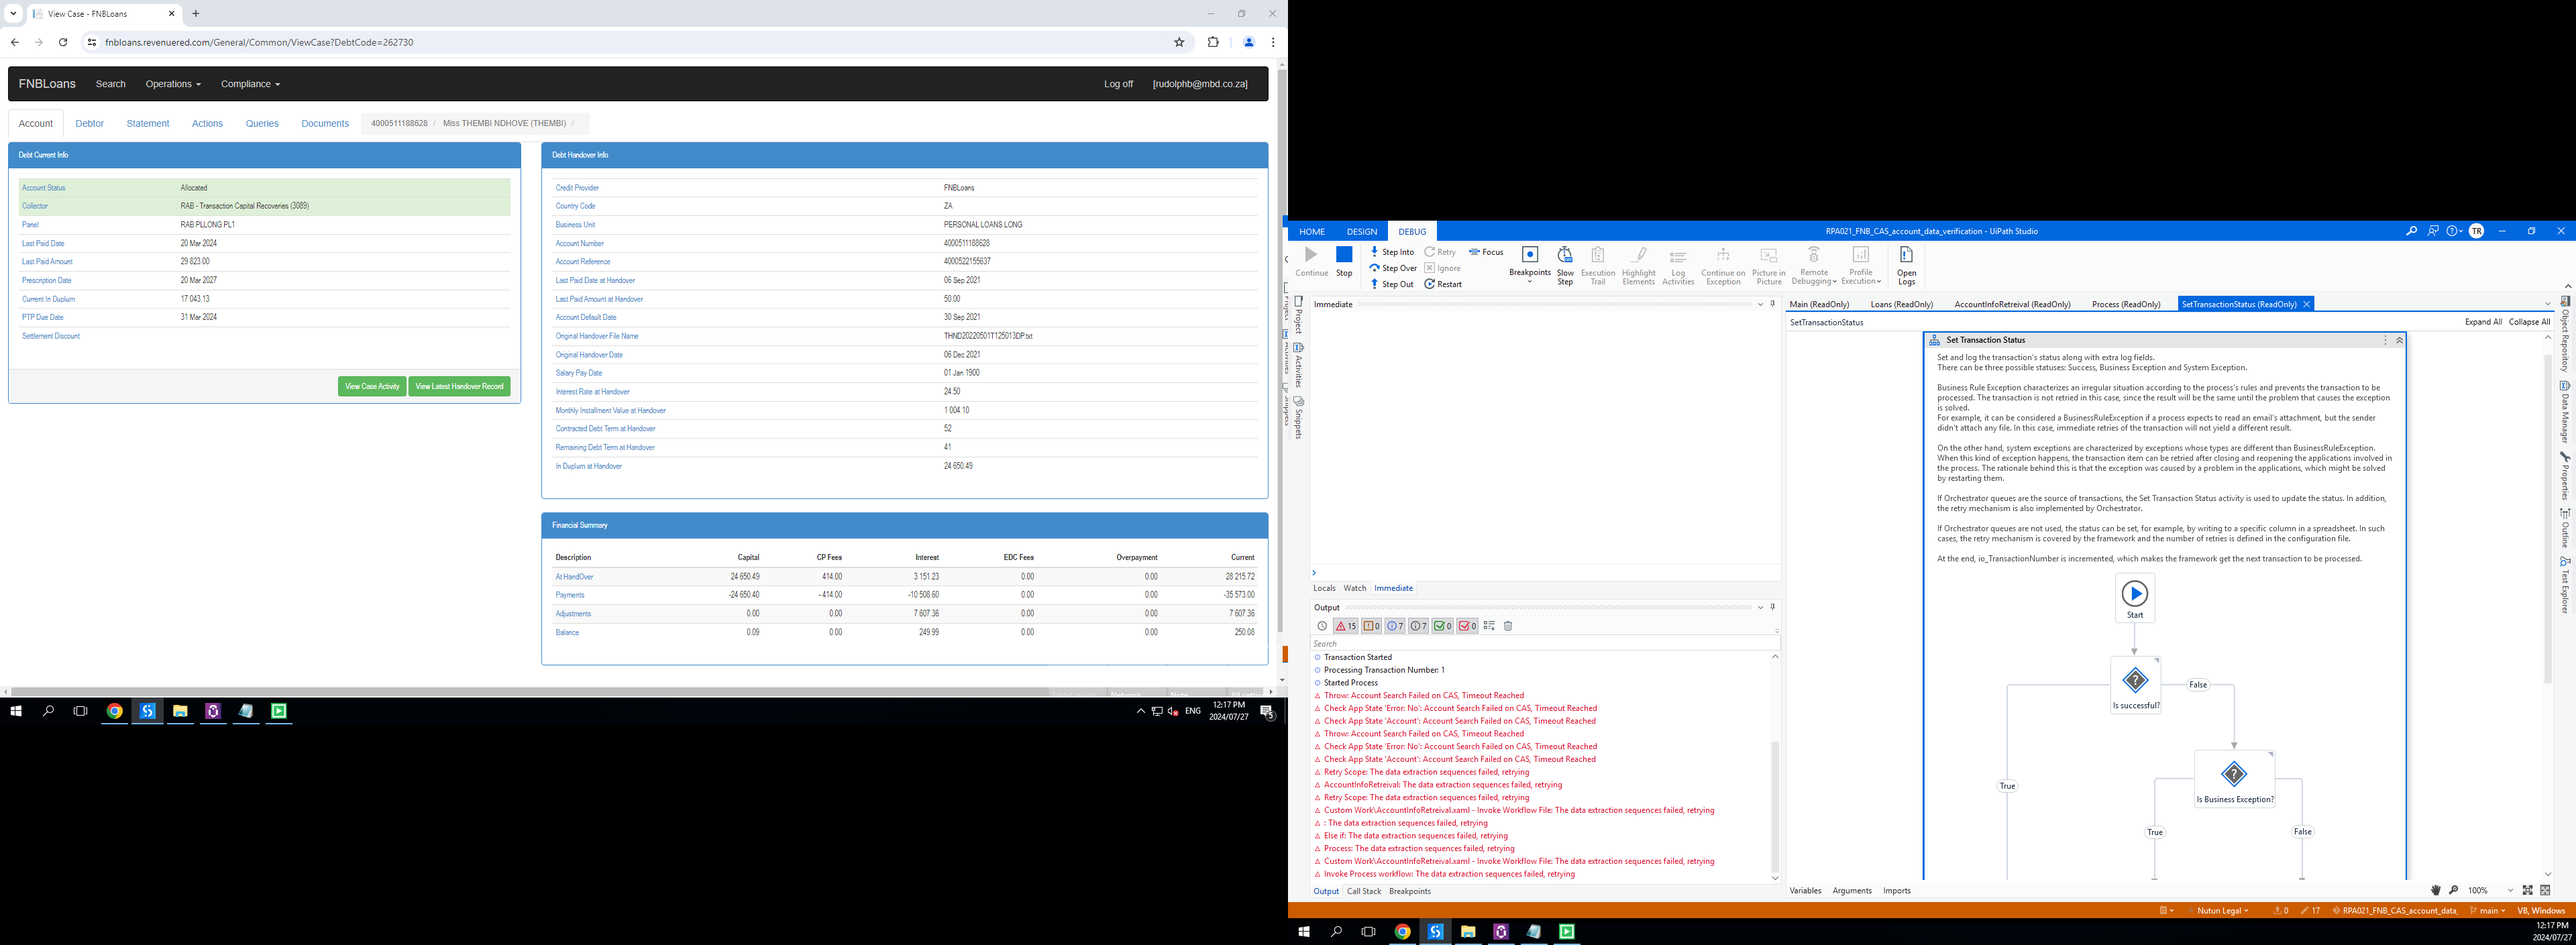 View Case - FNBLoans
fnbloans.revenuered.com/General/Common/ViewCase?DebtCode=262730
FNBLoans Search Operations Compliance Log off [rudolphb@mbd.co.za]
Account Debtor Statement Actions Queries Documents 4000511188628 / Miss THEMBI NDHOVE (THEMBI) /
Debt Current Info
Account Status Allocated
Collector RAB - Transaction Capital Recoveries (3089)
Panel RAB PLLONG PL1
Last Paid Date 20 Mar 2024
Last Paid Amount 29 823.00
Prescription Date 20 Mar 2027
Current In Duplum 17 043.13
PTP Due Date 31 Mar 2024
Settlement Discount
View Case Activity View Latest Handover Record
Debt Handover Info
Credit Provider FNBLoans
Country Code ZA
Business Unit PERSONAL LOANS LONG
Account Number 4000511188628
Account Reference 4000522155637
Last Paid Date at Handover 06 Sep 2021
Last Paid Amount at Handover 50.00
Account Default Date 30 Sep 2021
Original Handover File Name THND20220501T125013DP.txt
Original Handover Date 06 Dec 2021
Salary Pay Date 01 Jan 1900
Interest Rate at Handover 24.50
Monthly Installment Value at Handover 1 004.10
Contracted Debt Term at Handover 52
Remaining Debt Term at Handover 41
In Duplum at Handover 24 650.49
Financial Summary
Description Capital CP Fees Interest EDC Fees Overpayment Current
At HandOver 24 650.49 414.00 3 151.23 0.00 0.00 28 215.72
Payments -24 650.40 -414.00 -10 508.60 0.00 0.00 -35 573.00
Adjustments 0.00 0.00 7 607.36 0.00 0.00 7 607.36
Balance 0.09 0.00 249.99 0.00 0.00 250.08
ENG 12:17 PM
2024/07/27
5
HOME DESIGN DEBUG RPA021_FNB_CAS_account_data_verification - UiPath Studio TR
Continue Stop Step Into Step Over Step Out Retry Ignore Restart Focus Breakpoints Slow Step Execution Trail Highlight Elements Log Activities Continue on Exception Picture in Picture Remote Debugging Profile Execution Open Logs
Project
Activities
Snippets
Immediate
Locals Watch Immediate
Output
15 0 7 7 0 0
Search
Transaction Started
Processing Transaction Number: 1
Started Process
Throw: Account Search Failed on CAS, Timeout Reached
Check App State 'Error: No': Account Search Failed on CAS, Timeout Reached
Check App State 'Account': Account Search Failed on CAS, Timeout Reached
Throw: Account Search Failed on CAS, Timeout Reached
Check App State 'Error: No': Account Search Failed on CAS, Timeout Reached
Check App State 'Account': Account Search Failed on CAS, Timeout Reached
Retry Scope: The data extraction sequences failed, retrying
AccountInfoRetreival: The data extraction sequences failed, retrying
Retry Scope: The data extraction sequences failed, retrying
Custom Work\AccountInfoRetreival.xaml - Invoke Workflow File: The data extraction sequences failed, retrying
: The data extraction sequences failed, retrying
Else if: The data extraction sequences failed, retrying
Process: The data extraction sequences failed, retrying
Custom Work\AccountInfoRetreival.xaml - Invoke Workflow File: The data extraction sequences failed, retrying
Invoke Process workflow: The data extraction sequences failed, retrying
Output Call Stack Breakpoints
Main (ReadOnly) Loans (ReadOnly) AccountInfoRetreival (ReadOnly) Process (ReadOnly) SetTransactionStatus (ReadOnly)
SetTransactionStatus Expand All Collapse All
Set Transaction Status
Set and log the transaction's status along with extra log fields.
There can be three possible statuses: Success, Business Exception and System Exception.
Business Rule Exception characterizes an irregular situation according to the process's rules and prevents the transaction to be
processed. The transaction is not retried in this case, since the result will be the same until the problem that causes the exception
is solved.
For example, it can be considered a BusinessRuleException if a process expects to read an email's attachment, but the sender
didn't attach any file. In this case, immediate retries of the transaction will not yield a different result.
On the other hand, system exceptions are characterized by exceptions whose types are different than BusinessRuleException.
When this kind of exception happens, the transaction item can be retried after closing and reopening the applications involved in
the process. The rationale behind this is that the exception was caused by a problem in the applications, which might be solved
by restarting them.
If Orchestrator queues are the source of transactions, the Set Transaction Status activity is used to update the status. In addition,
the retry mechanism is also implemented by Orchestrator.
If Orchestrator queues are not used, the status can be set, for example, by writing to a specific column in a spreadsheet. In such
cases, the retry mechanism is covered by the framework and the number of retries is defined in the configuration file.
At the end, io_TransactionNumber is incremented, which makes the framework get the next transaction to be processed.
Start
False
Is successful?
True
Is Business Exception?
True
False
Variables Arguments Imports 100%
Object Repository
Data Manager
Properties
Outline
Test Explorer
Nutun Legal 0 17 RPA021_FNB_CAS_account_data_ main VB, Windows
12:17 PM
2024/07/27